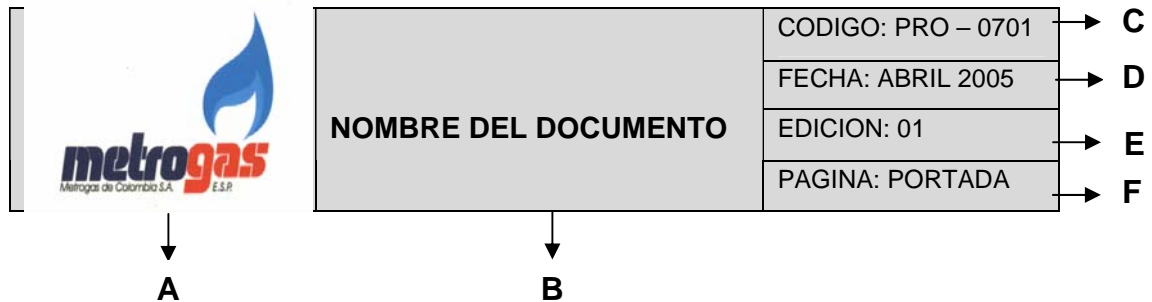 CODIGO: PRO – 0701
C
FECHA: ABRIL 2005
D
NOMBRE DEL DOCUMENTO
EDICION: 01
E
PAGINA: PORTADA
F
metrogas
Metrogas de Colombia S.A. E.S.P.
A
B